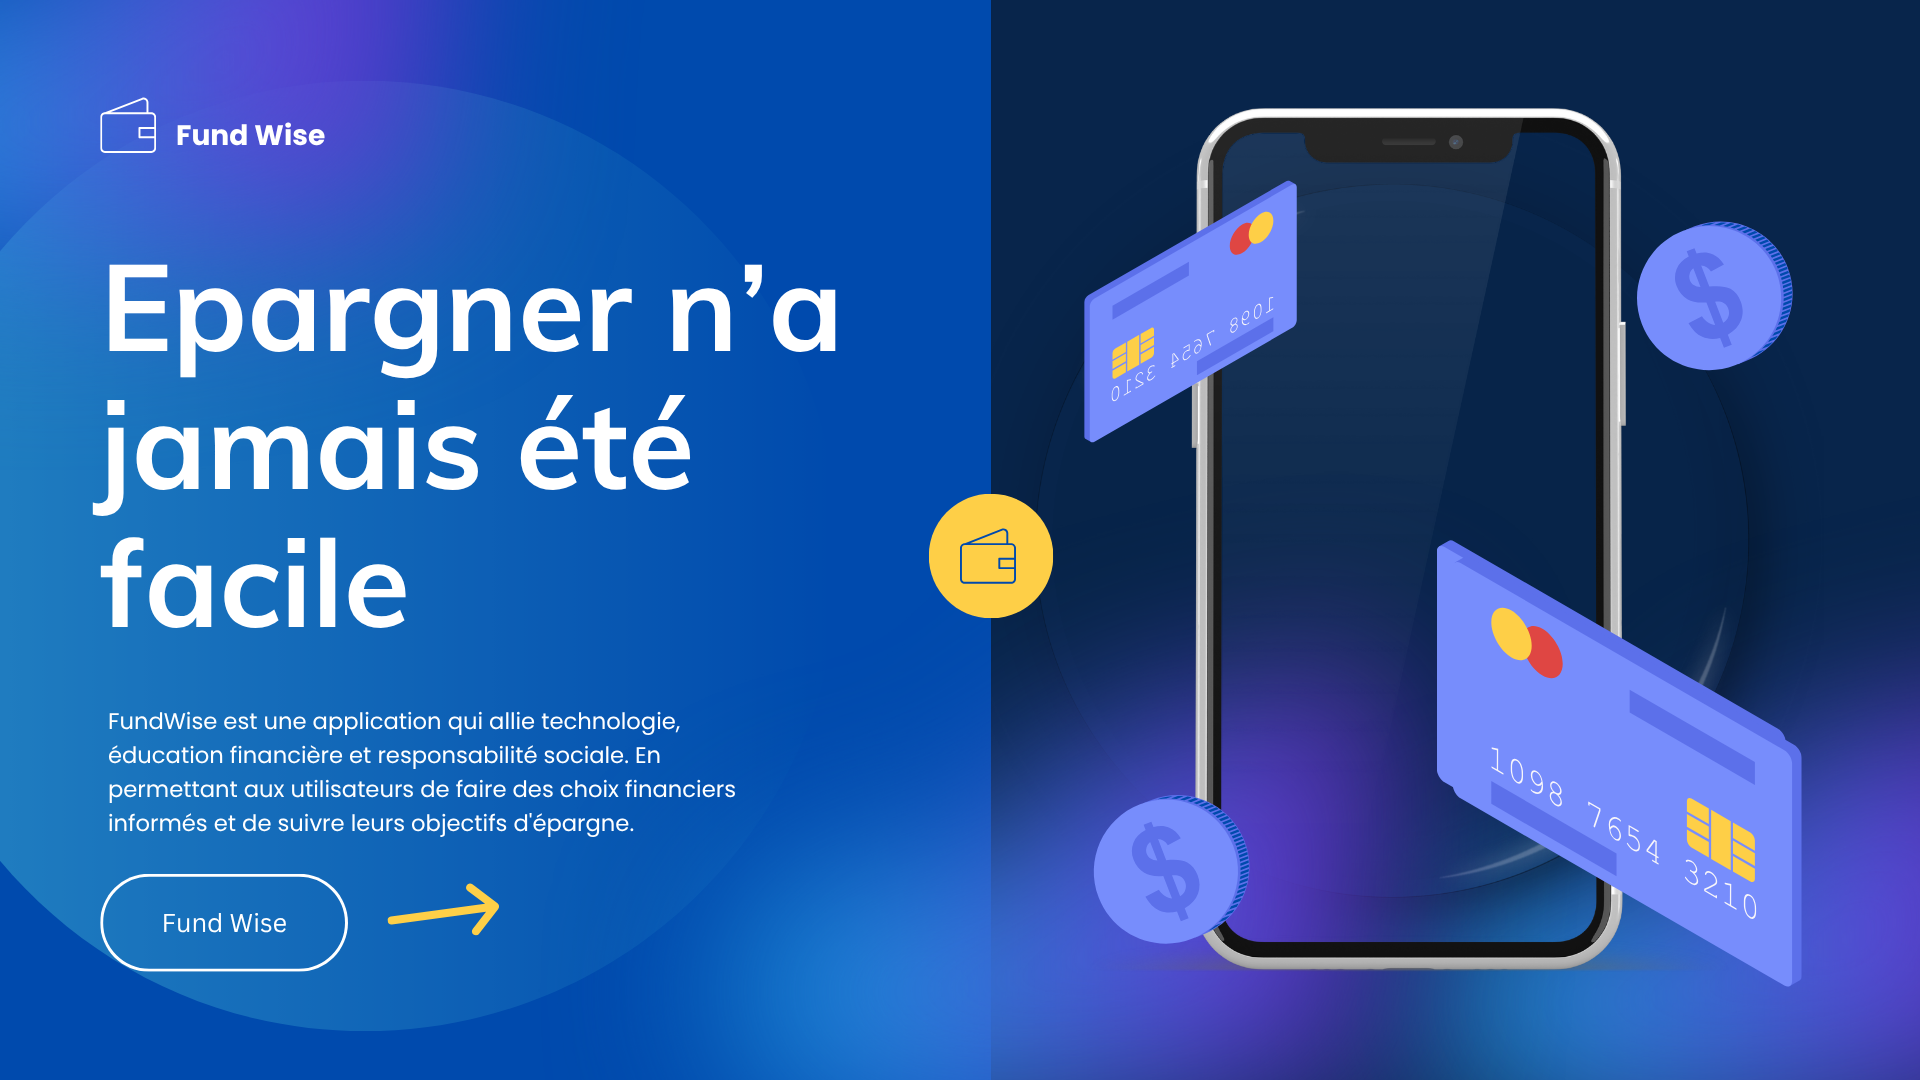 Fund Wise
Epargner n’a
jamais été
facile
FundWise est une application qui allie technologie,
éducation financière et responsabilité sociale. En
permettant aux utilisateurs de faire des choix financiers
informés et de suivre leurs objectifs d'épargne.
Fund Wise
1098 7654 3210
$
$
1098 7654 3210